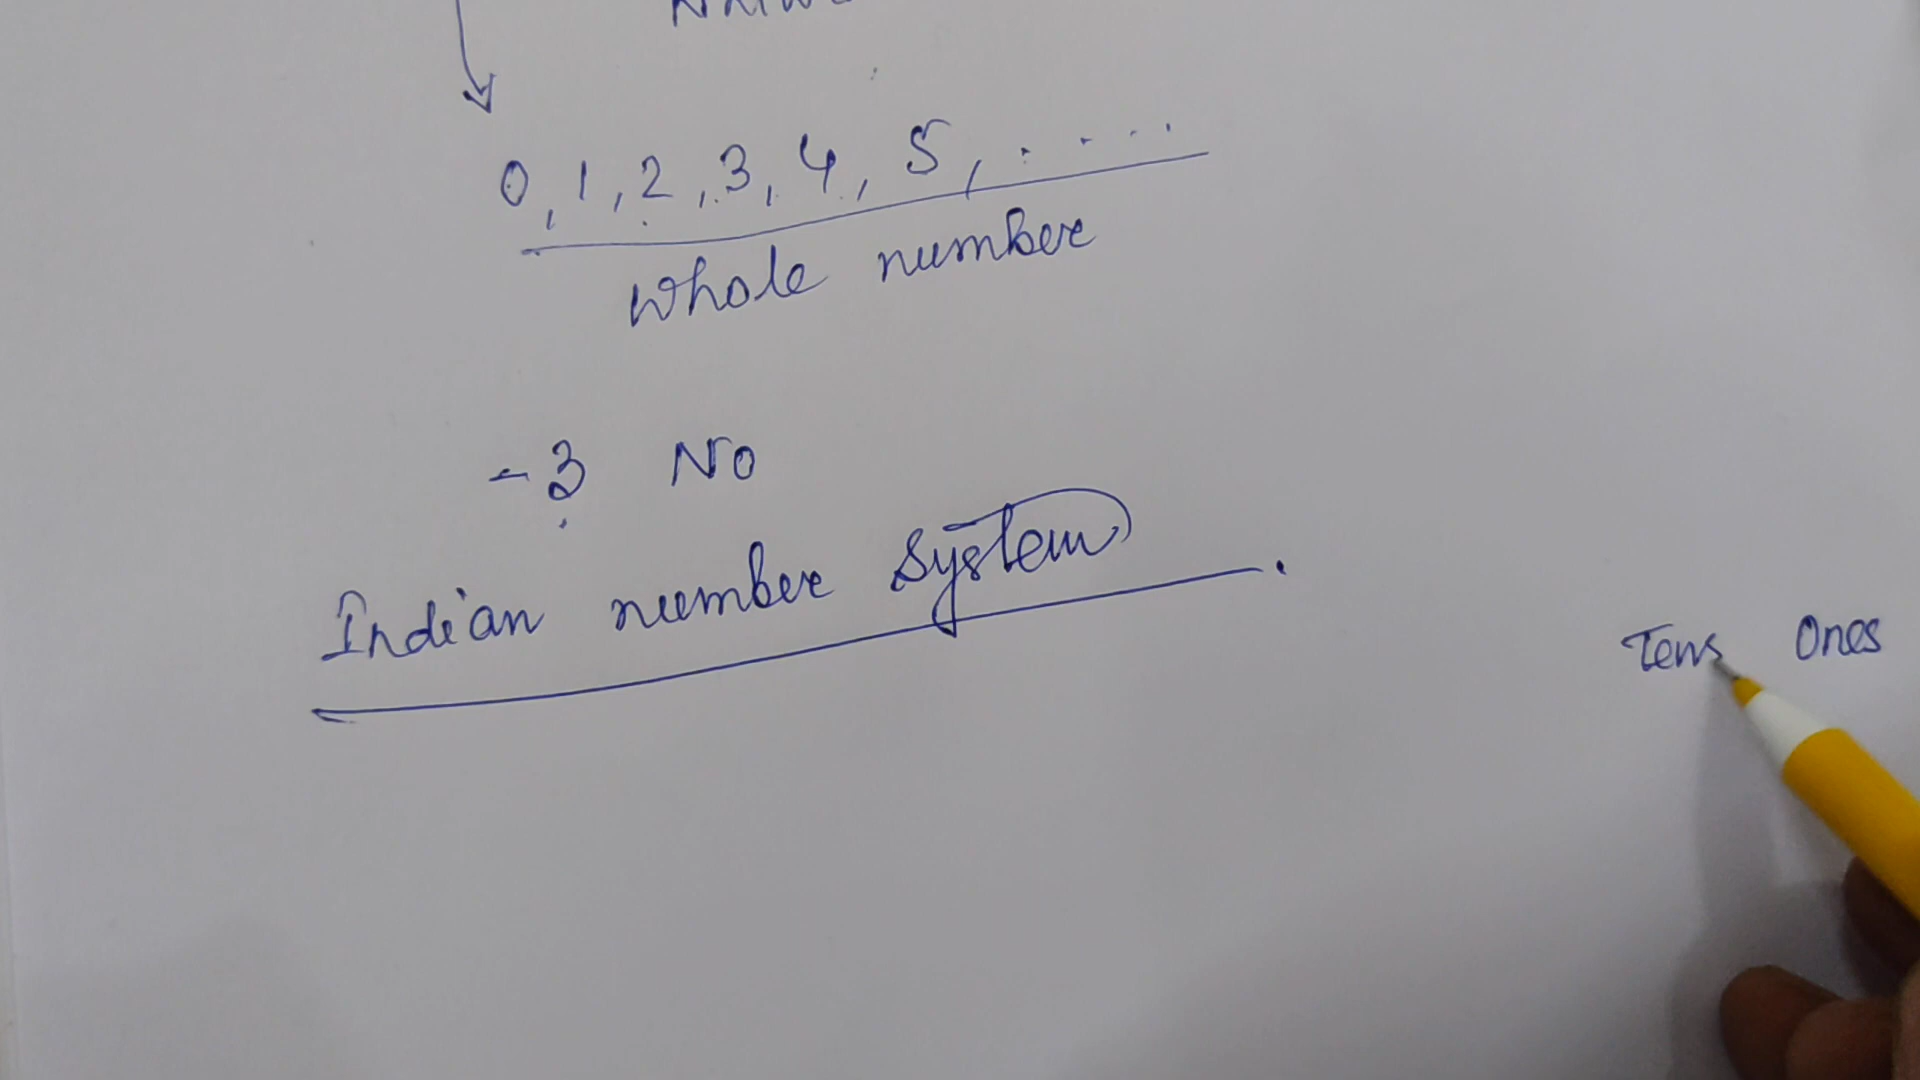 0, 1, 2, 3, 4, 5, .....
whole number
-3 No
Indian number system
Tens Ones